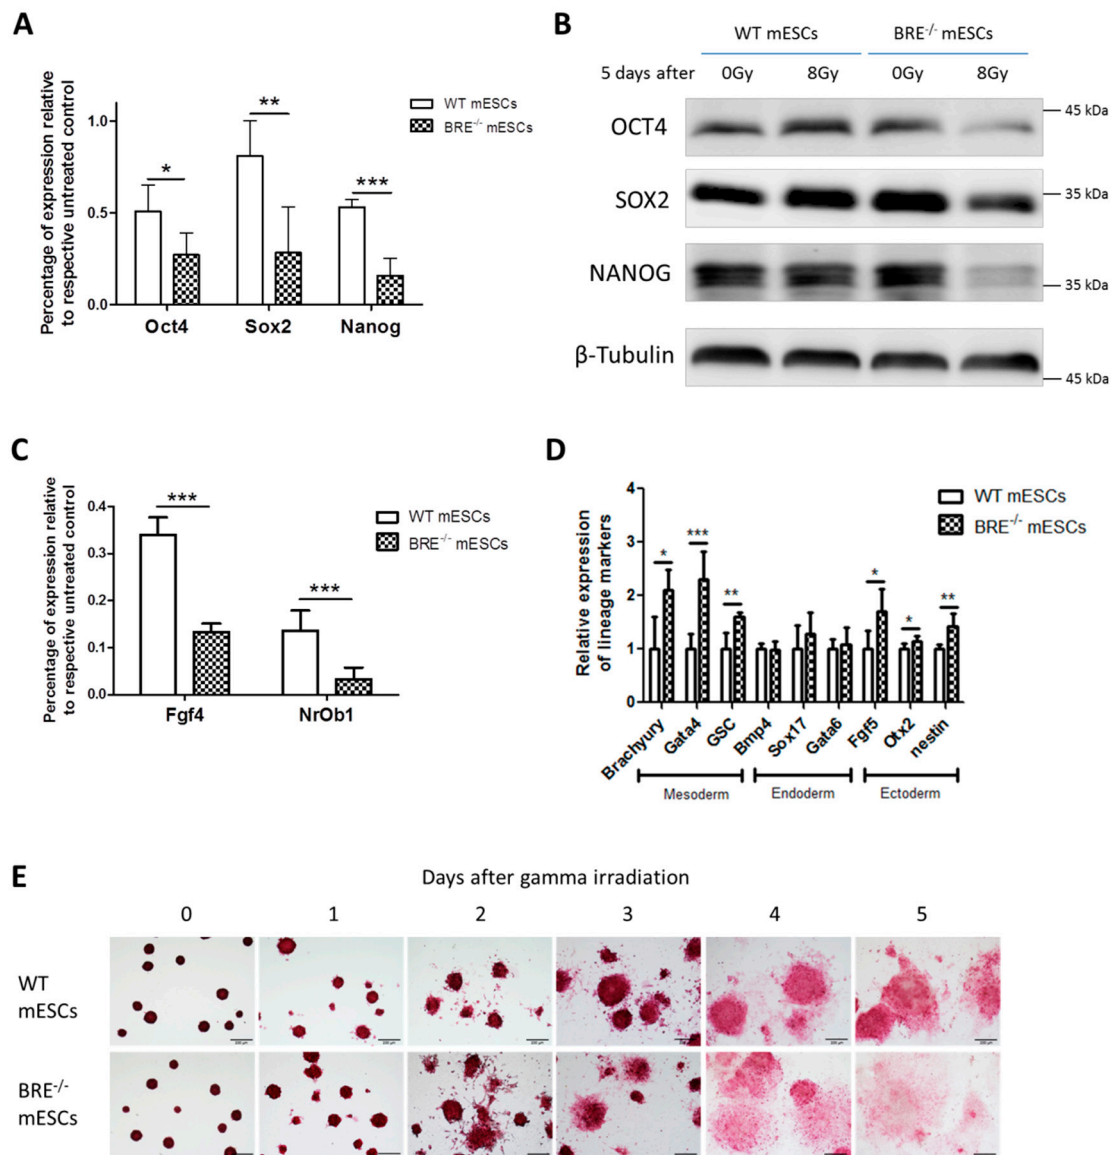 A
Percentage of expression relative
to respective untreated control
1.0
0.5
0.0
* ** ***
Oct4 Sox2 Nanog
WT mESCs
BRE-/- mESCs
B
WT mESCs BRE-/- mESCs
5 days after 0Gy 8Gy 0Gy 8Gy
OCT4 45 kDa
SOX2 35 kDa
NANOG 35 kDa
β-Tubulin 45 kDa
C
Percentage of expression relative
to respective untreated control
0.4
0.3
0.2
0.1
0.0
*** ***
Fgf4 NrOb1
WT mESCs
BRE-/- mESCs
D
Relative expression
of lineage markers
4
3
2
1
0
* *** ** * * **
Brachyury Gata4 GSC Bmp4 Sox17 Gata6 Fgf5 Otx2 nestin
Mesoderm Endoderm Ectoderm
WT mESCs
BRE-/- mESCs
E
Days after gamma irradiation
0 1 2 3 4 5
WT
mESCs
BRE-/-
mESCs